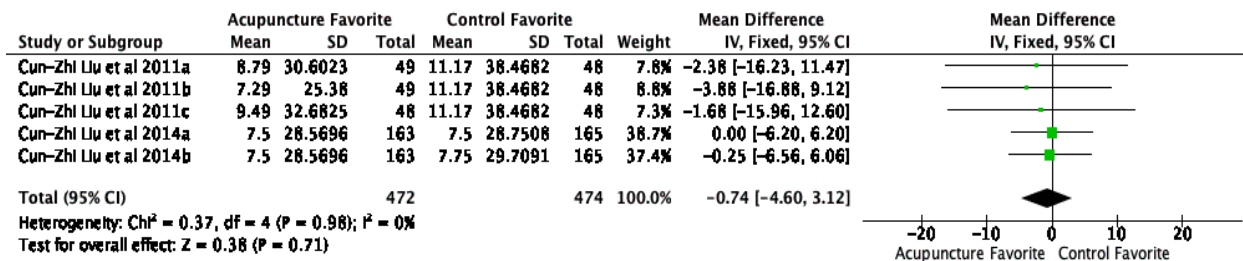 Acupuncture Favorite Control Favorite Mean Difference Mean Difference
Study or Subgroup Mean SD Total Mean SD Total Weight IV, Fixed, 95% CI IV, Fixed, 95% CI
Cun-Zhi Liu et al 2011a 8.79 30.6023 49 11.17 38.4682 48 7.8% -2.38 [-16.23, 11.47]
Cun-Zhi Liu et al 2011b 7.29 25.38 49 11.17 38.4682 48 8.8% -3.88 [-16.88, 9.12]
Cun-Zhi Liu et al 2011c 9.49 32.6825 48 11.17 38.4682 48 7.3% -1.68 [-15.96, 12.60]
Cun-Zhi Liu et al 2014a 7.5 28.5696 163 7.5 28.7508 165 38.7% 0.00 [-6.20, 6.20]
Cun-Zhi Liu et al 2014b 7.5 28.5696 163 7.75 29.7091 165 37.4% -0.25 [-6.56, 6.06]
Total (95% CI) 472 474 100.0% -0.74 [-4.60, 3.12]
Heterogeneity: Chi² = 0.37, df = 4 (P = 0.98); I² = 0%
Test for overall effect: Z = 0.38 (P = 0.71)
-20 -10 0 10 20
Acupuncture Favorite Control Favorite